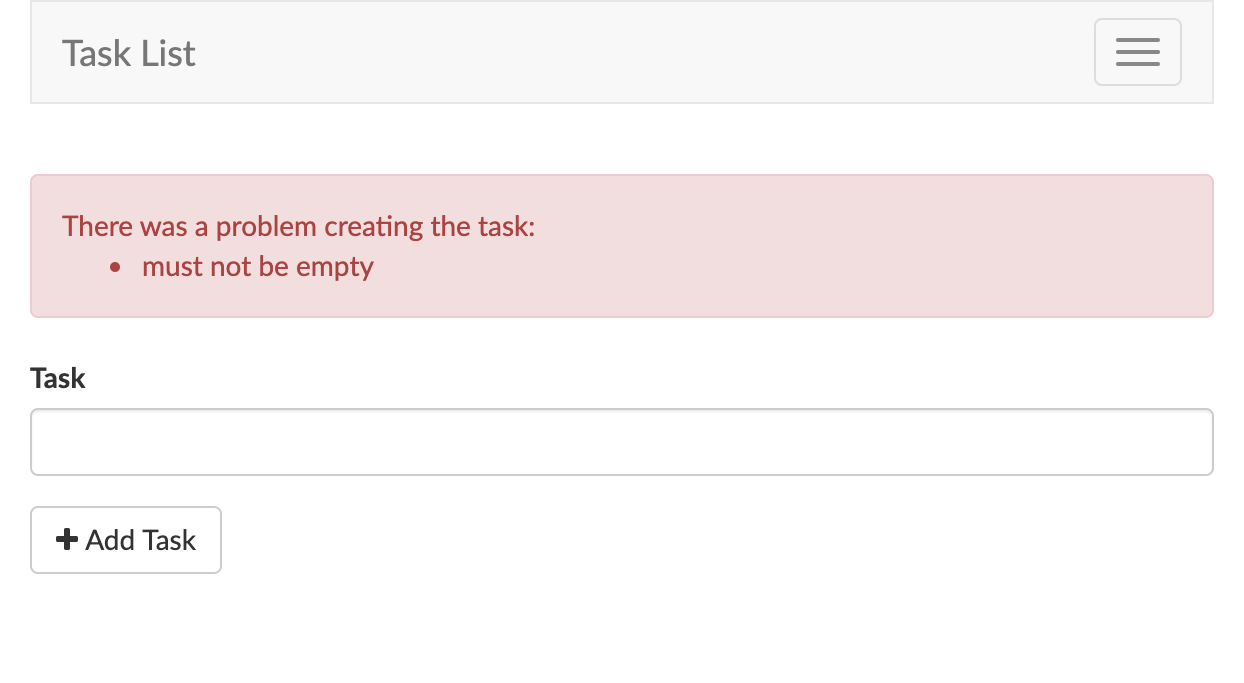 Task List
There was a problem creating the task:
• must not be empty
Task
Add Task